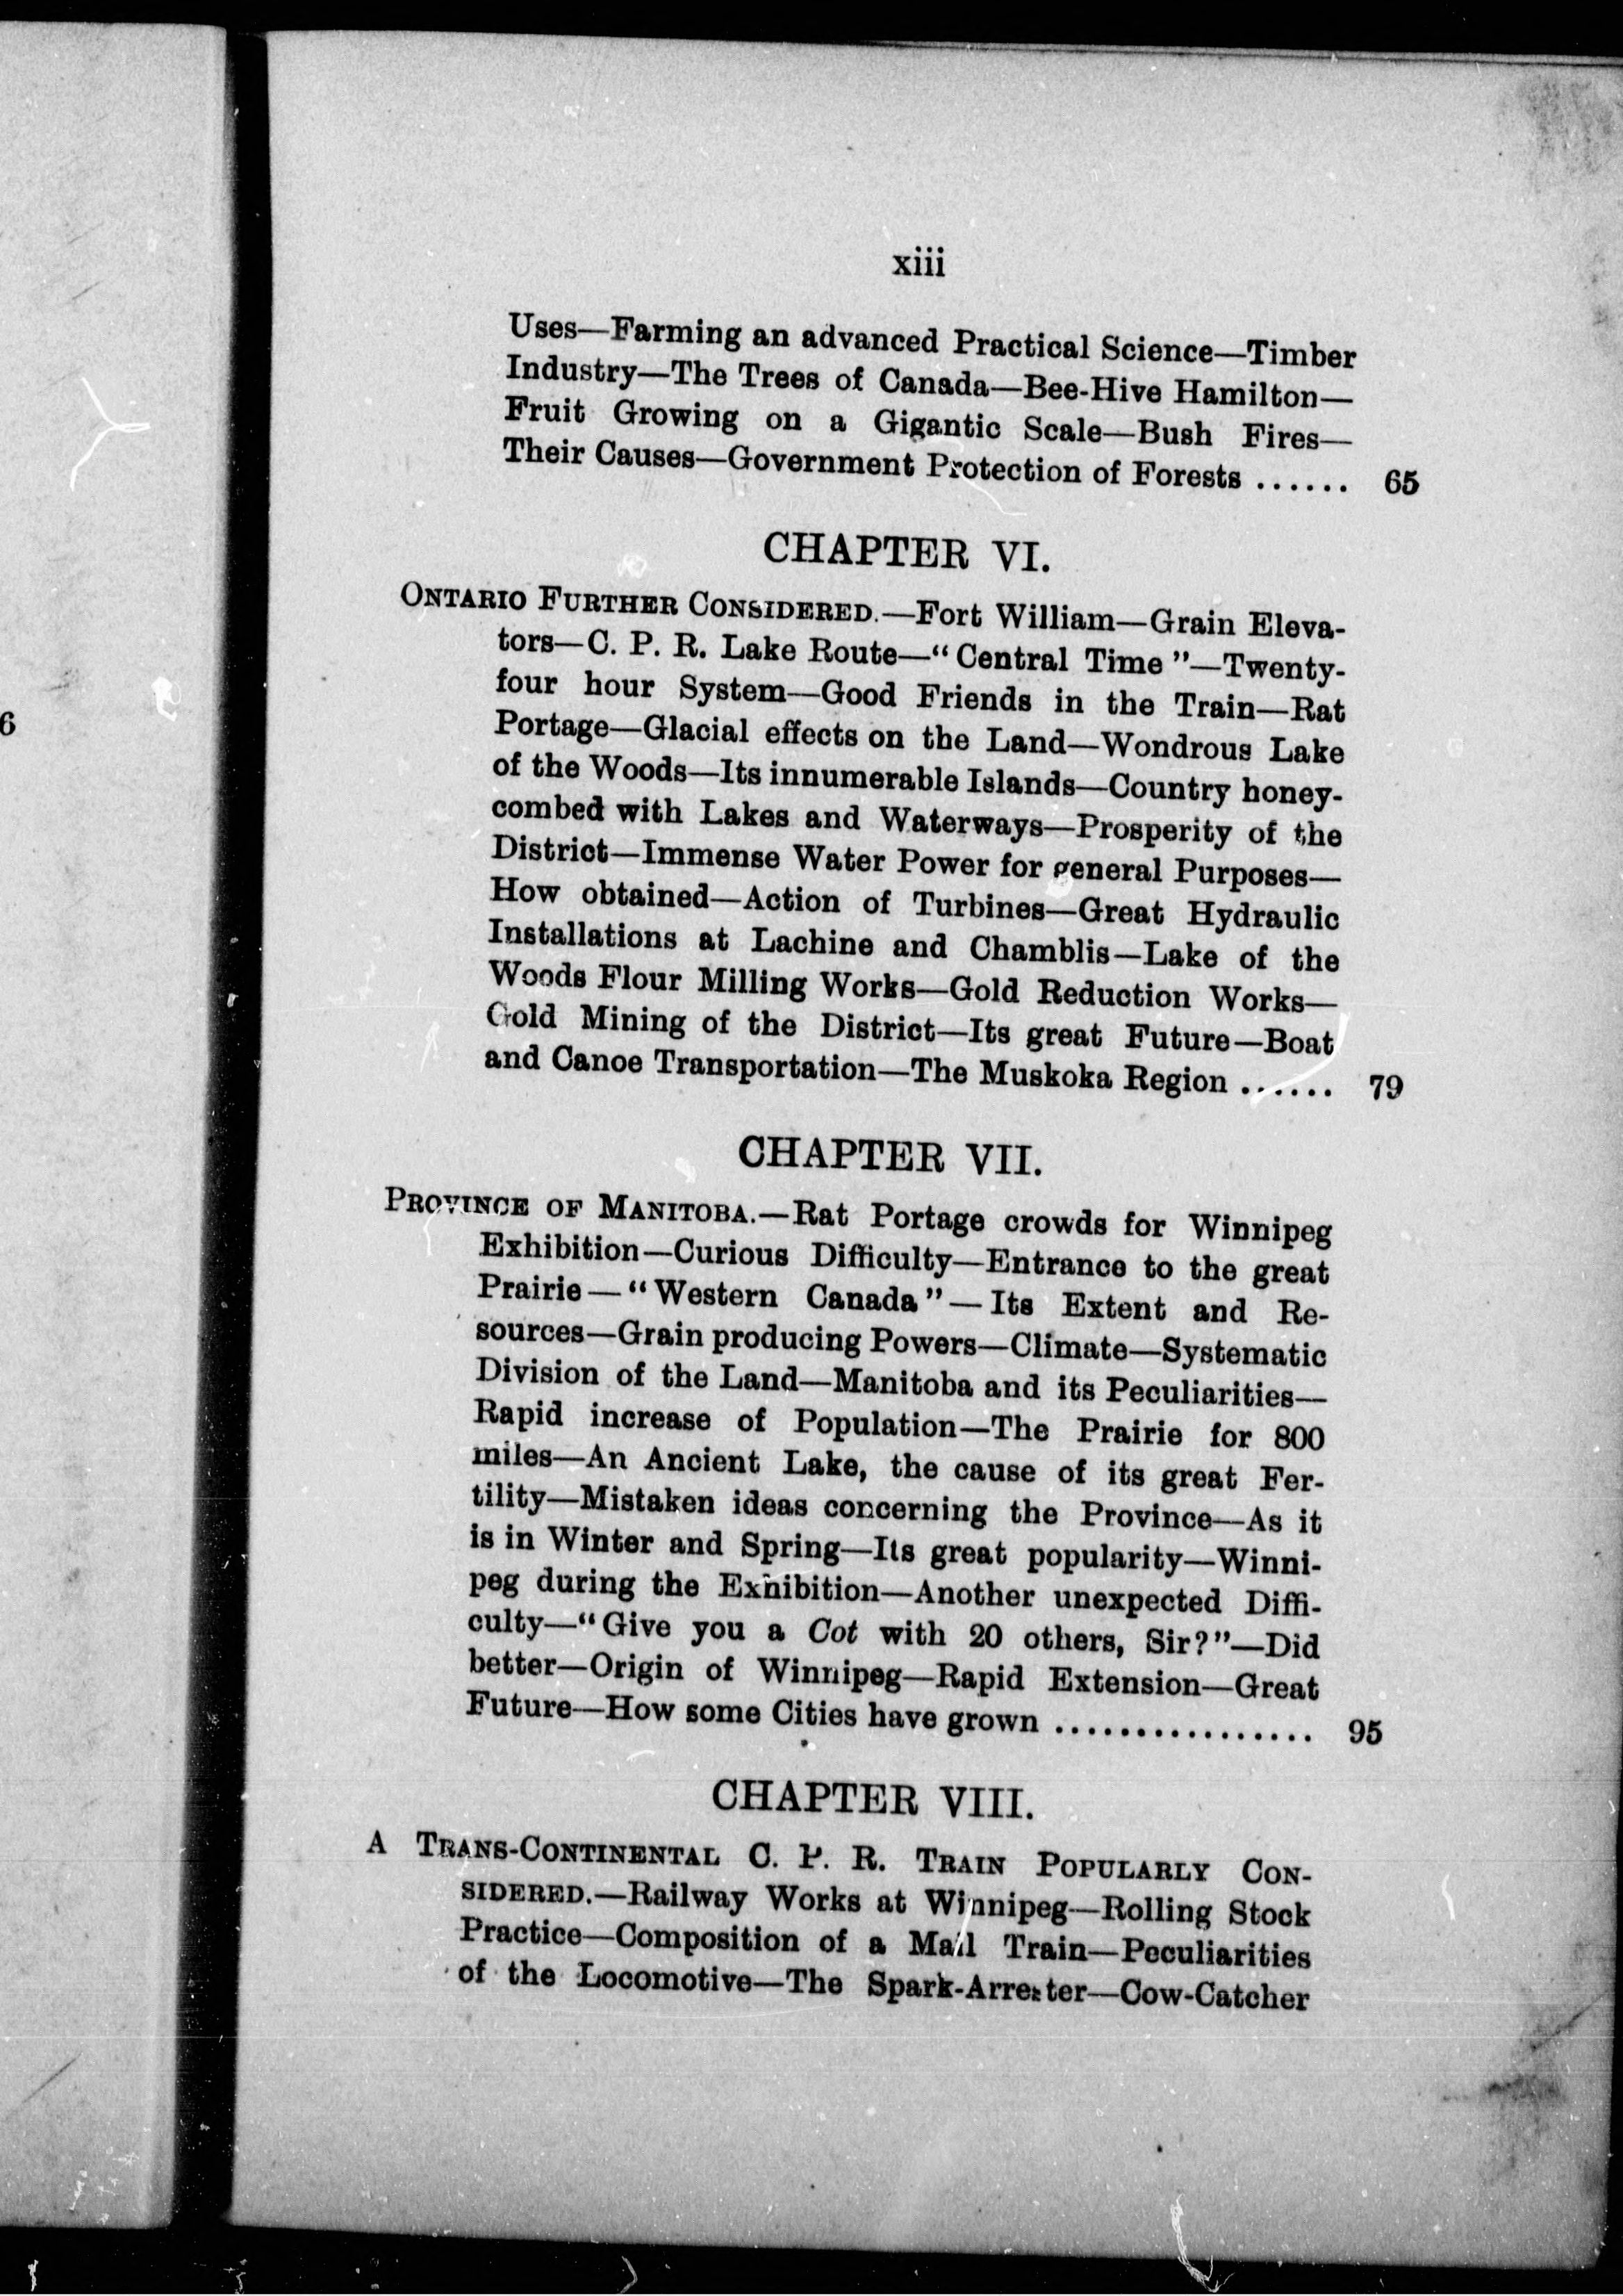 xiii
Uses—Farming an advanced Practical Science—Timber
Industry—The Trees of Canada—Bee-Hive Hamilton—
Fruit Growing on a Gigantic Scale—Bush Fires—
Their Causes—Government Protection of Forests ...... 65
CHAPTER VI.
ONTARIO FURTHER CONSIDERED.—Fort William—Grain Eleva-
tors—C. P. R. Lake Route—“Central Time”—Twenty-
four hour System—Good Friends in the Train—Rat
Portage—Glacial effects on the Land—Wondrous Lake
of the Woods—Its innumerable Islands—Country honey-
combed with Lakes and Waterways—Prosperity of the
District—Immense Water Power for general Purposes—
How obtained—Action of Turbines—Great Hydraulic
Installations at Lachine and Chamblis—Lake of the
Woods Flour Milling Works—Gold Reduction Works—
Gold Mining of the District—Its great Future—Boat
and Canoe Transportation—The Muskoka Region ...... 79
CHAPTER VII.
PROVINCE OF MANITOBA.—Rat Portage crowds for Winnipeg
Exhibition—Curious Difficulty—Entrance to the great
Prairie—“Western Canada”—Its Extent and Re-
sources—Grain producing Powers—Climate—Systematic
Division of the Land—Manitoba and its Peculiarities—
Rapid increase of Population—The Prairie for 800
miles—An Ancient Lake, the cause of its great Fer-
tility—Mistaken ideas concerning the Province—As it
is in Winter and Spring—Its great popularity—Winni-
peg during the Exhibition—Another unexpected Diffi-
culty—“Give you a Cot with 20 others, Sir?”—Did
better—Origin of Winnipeg—Rapid Extension—Great
Future—How some Cities have grown ................ 95
CHAPTER VIII.
A TRANS-CONTINENTAL C. P. R. TRAIN POPULARLY CON-
SIDERED.—Railway Works at Winnipeg—Rolling Stock
Practice—Composition of a Mail Train—Peculiarities
of the Locomotive—The Spark-Arrester—Cow-Catcher
6